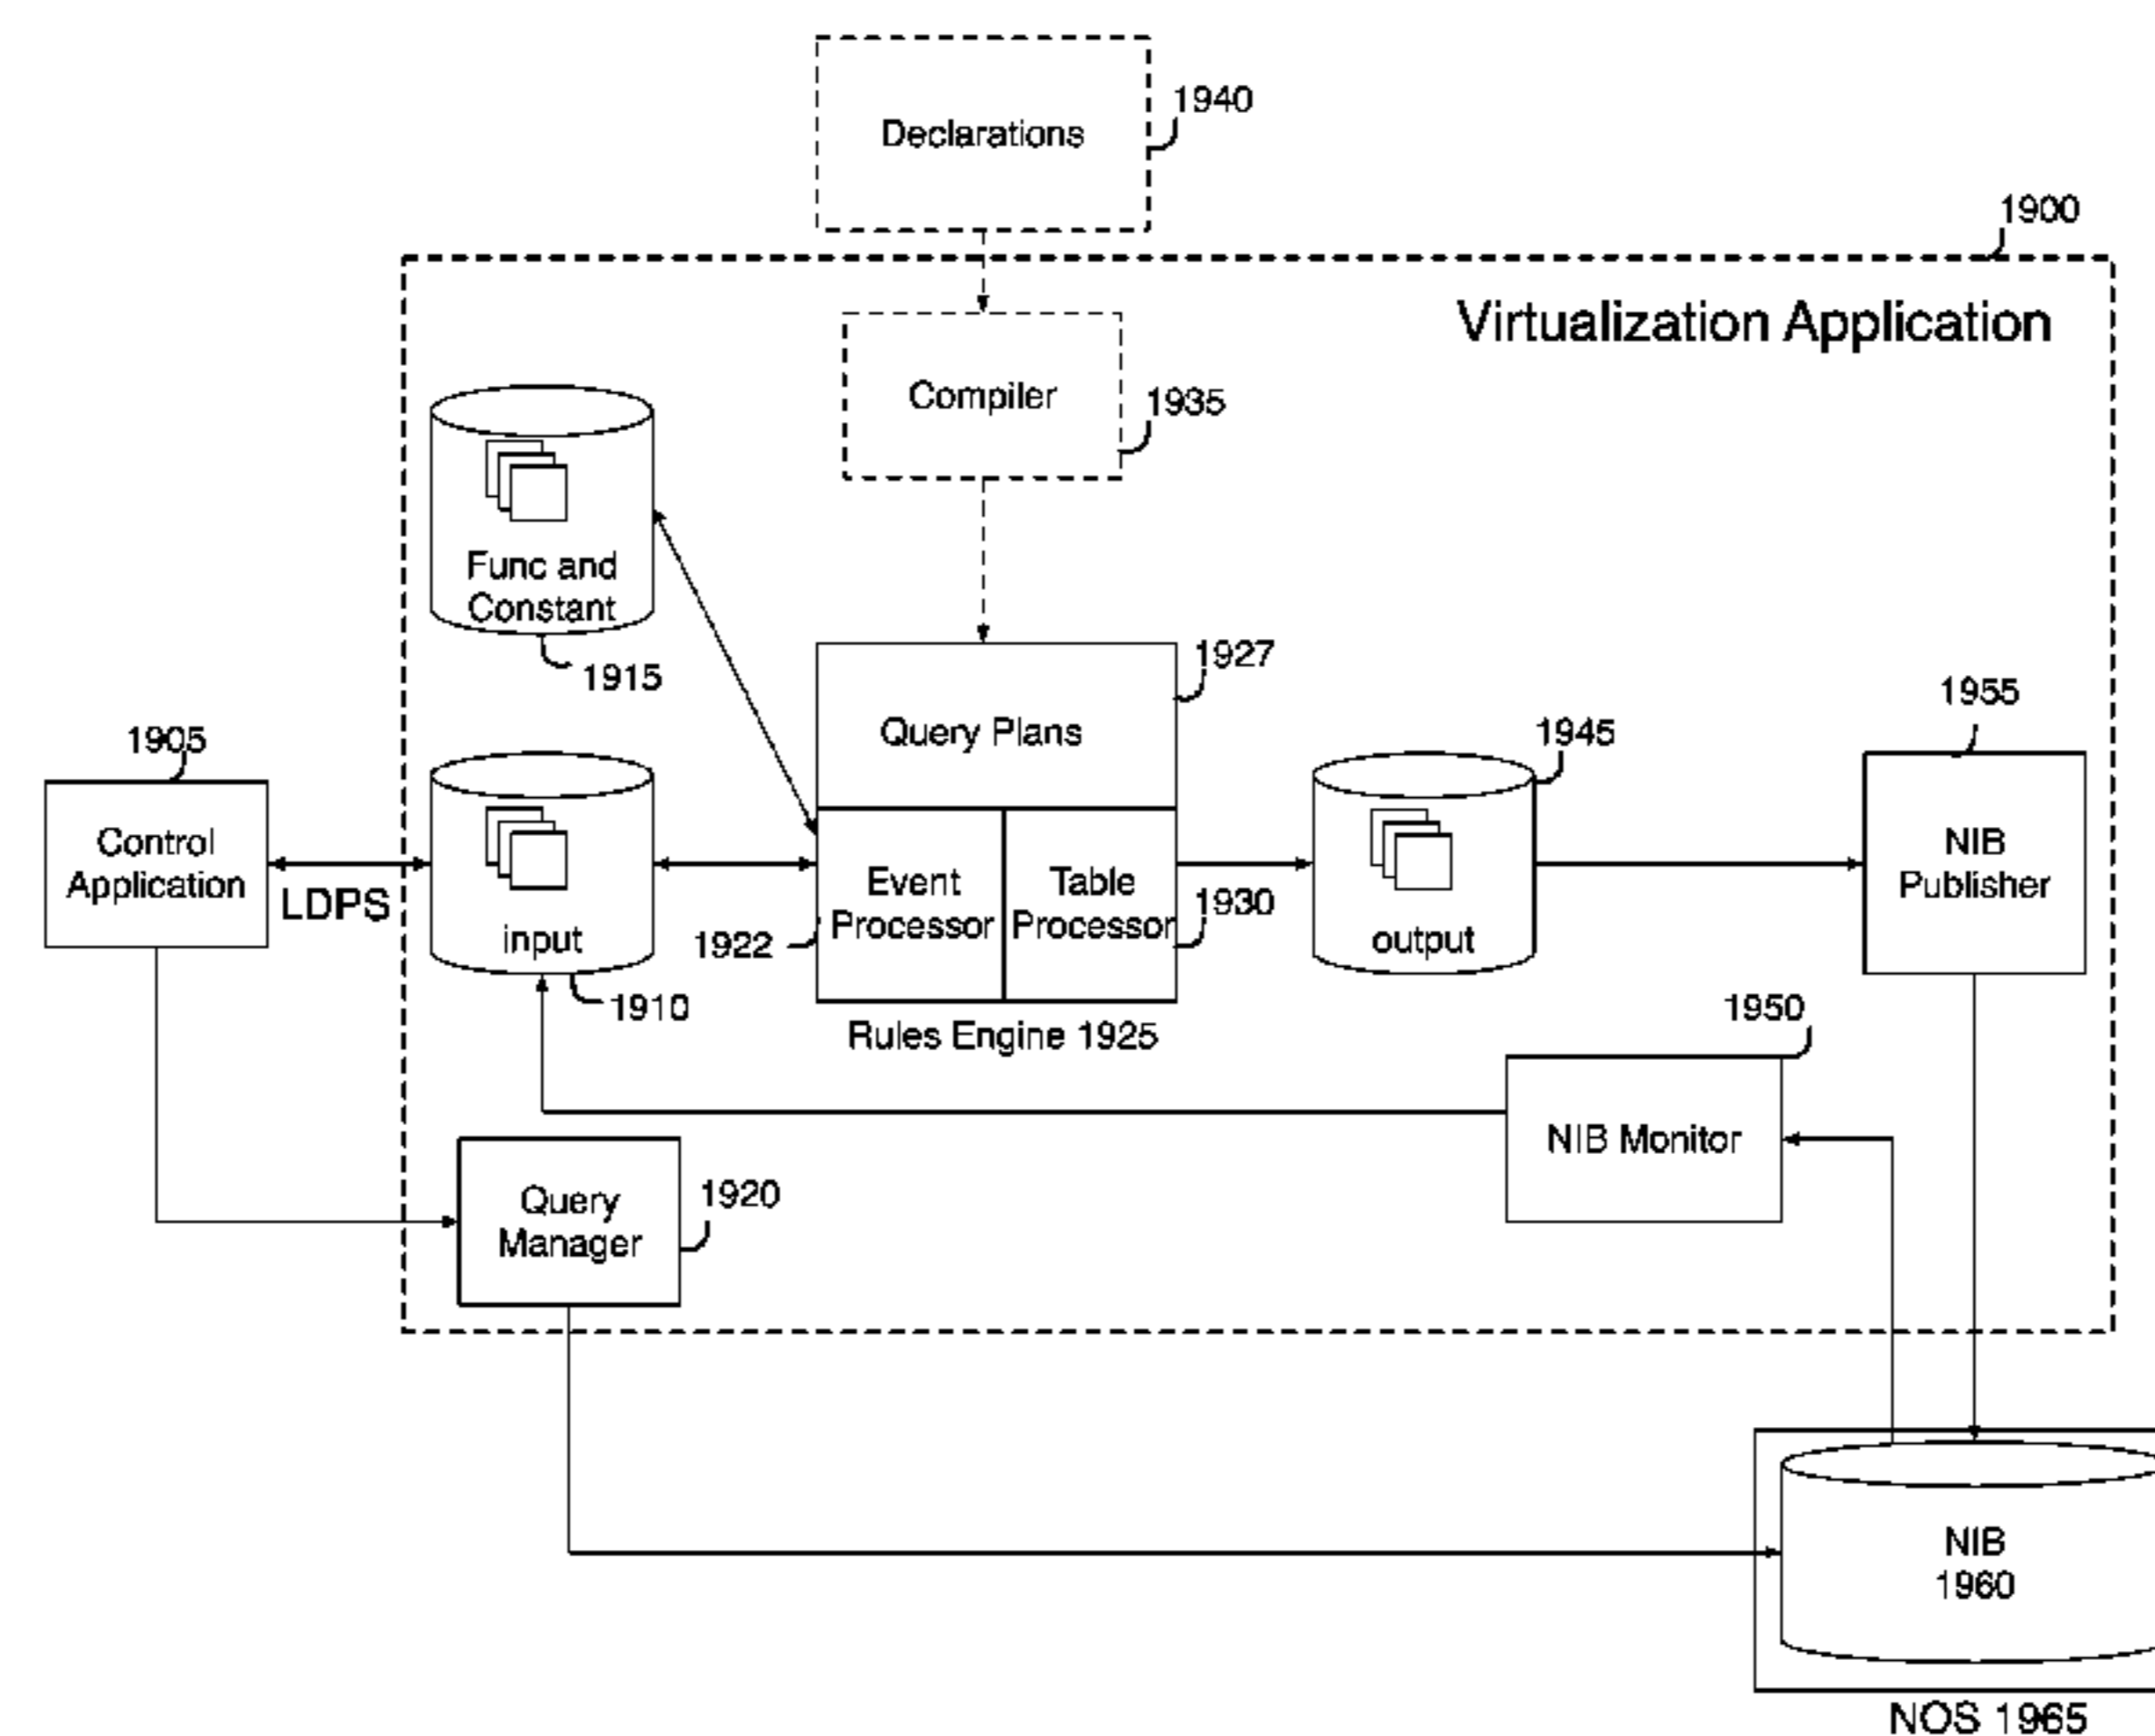 1940
Declarations
1900
Virtualization Application
Compiler
1935
Func and
Constant
1915
1927
Query Plans
1955
1945
1905
Control
Application
LDPS
input
1910
Event
Processor
1922
Table
Processor
1930
output
NIB
Publisher
Rules Engine 1925
1950
NIB Monitor
Query
Manager
1920
NIB
1960
NOS 1965